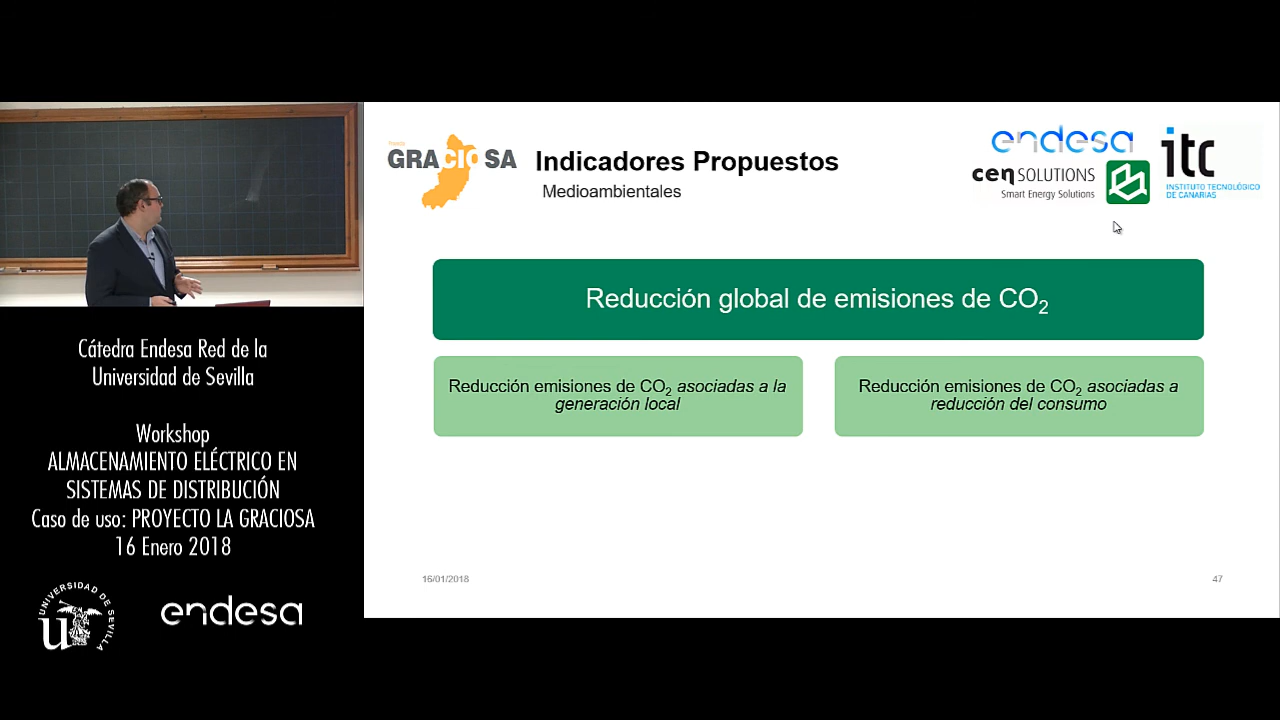 GRACIOSA
Indicadores Propuestos
Medioambientales
endesa
cen SOLUTIONS
Smart Energy Solutions
itc
INSTITUTO TECNOLÓGICO
DE CANARIAS
Reducción global de emisiones de CO₂
Reducción emisiones de CO₂ asociadas a la
generación local
Reducción emisiones de CO₂ asociadas a
reducción del consumo
16/01/2018
47
Cátedra Endesa Red de la
Universidad de Sevilla
Workshop
ALMACENAMIENTO ELÉCTRICO EN
SISTEMAS DE DISTRIBUCIÓN
Caso de uso: PROYECTO LA GRACIOSA
16 Enero 2018
UNIVERSIDAD DE SEVILLA
endesa